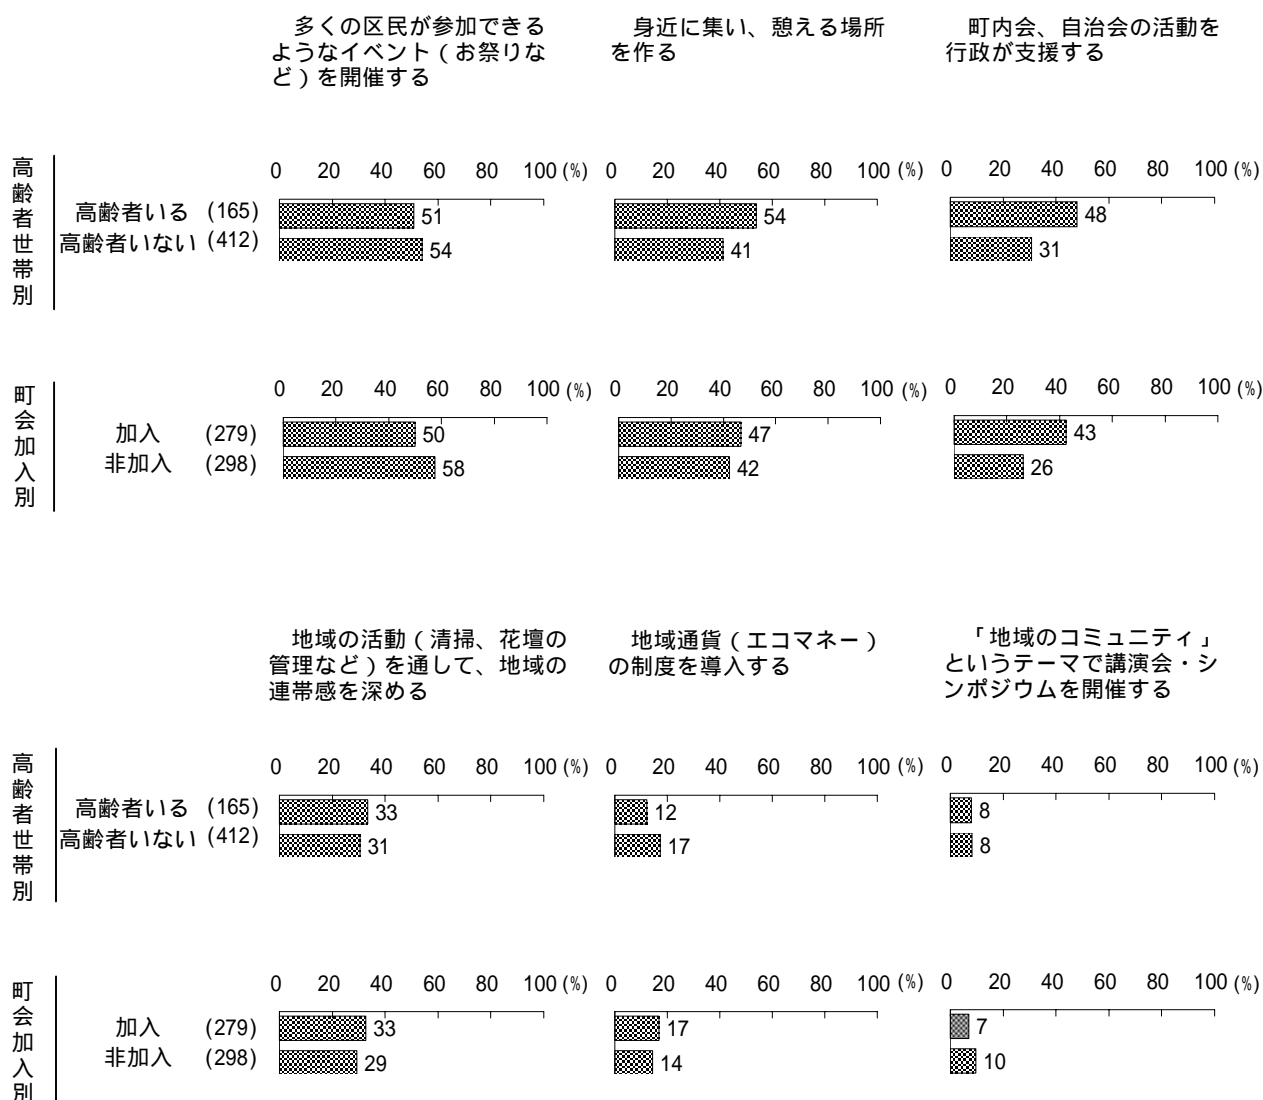 多くの区民が参加できる
ようなイベント（お祭りな
ど）を開催する
身近に集い、憩える場所
を作る
町内会、自治会の活動を
行政が支援する
高齢者世帯別
0 20 40 60 80 100 (%)
0 20 40 60 80 100 (%)
0 20 40 60 80 100 (%)
高齢者いる (165) 51 54 48
高齢者いない (412) 54 41 31
町会加入別
0 20 40 60 80 100 (%)
0 20 40 60 80 100 (%)
0 20 40 60 80 100 (%)
加入 (279) 50 47 43
非加入 (298) 58 42 26
地域の活動（清掃、花壇の
管理など）を通して、地域の
連帯感を深める
地域通貨（エコマネー）
の制度を導入する
「地域のコミュニティ」
というテーマで講演会・シ
ンポジウムを開催する
高齢者世帯別
0 20 40 60 80 100 (%)
0 20 40 60 80 100 (%)
0 20 40 60 80 100 (%)
高齢者いる (165) 33 12 8
高齢者いない (412) 31 17 8
町会加入別
0 20 40 60 80 100 (%)
0 20 40 60 80 100 (%)
0 20 40 60 80 100 (%)
加入 (279) 33 17 7
非加入 (298) 29 14 10